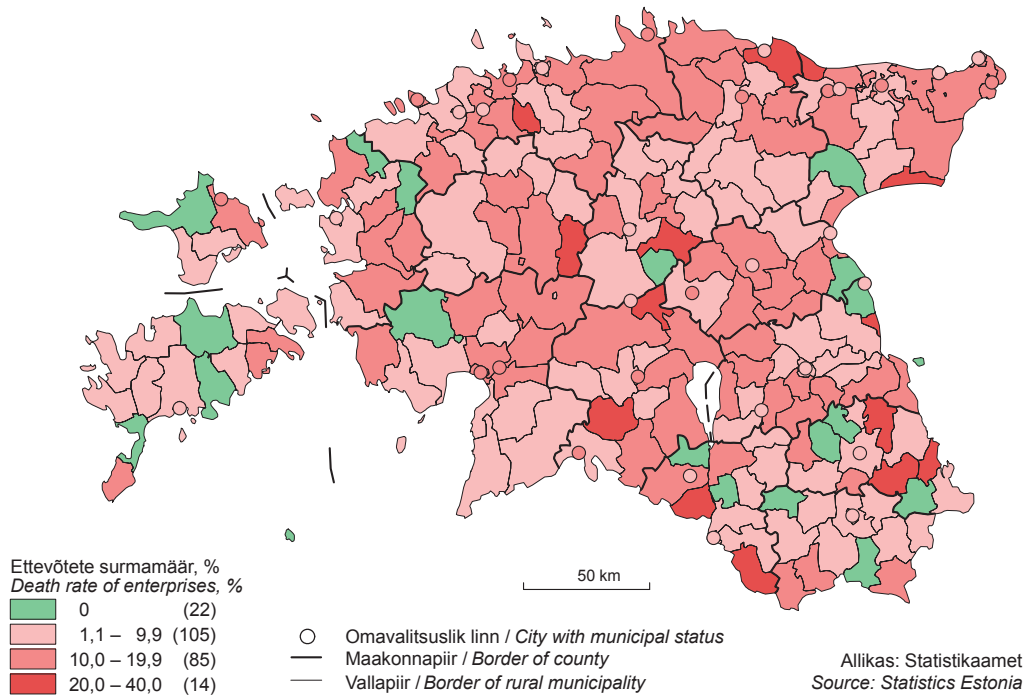 Ettevõtete surmamäär, %
Death rate of enterprises, %
0 (22)
1,1 – 9,9 (105)
10,0 – 19,9 (85)
20,0 – 40,0 (14)
50 km
Omavalitsuslik linn / City with municipal status
Maakonnapiir / Border of county
Vallapiir / Border of rural municipality
Allikas: Statistikaamet
Source: Statistics Estonia